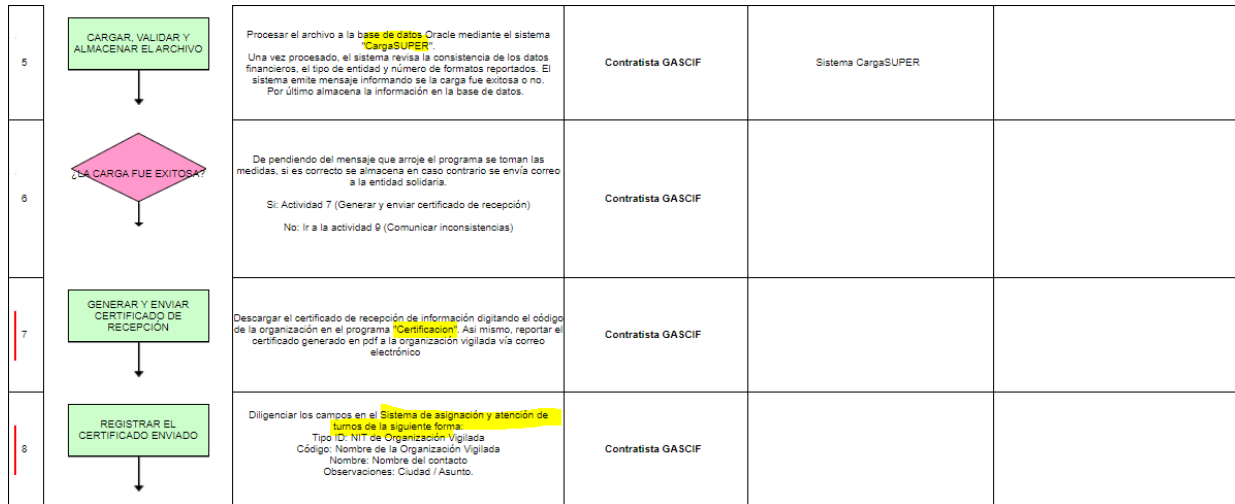 5
CARGAR, VALIDAR Y
ALMACENAR EL ARCHIVO
Procesar el archivo a la base de datos Oracle mediante el sistema
"CargaSUPER".
Una vez procesado, el sistema revisa la consistencia de los datos
financieros, el tipo de entidad y número de formatos reportados. El
sistema emite mensaje informando se la carga fue exitosa o no.
Por último almacena la información en la base de datos.
Contratista GASCIF
Sistema CargaSUPER
6
¿LA CARGA FUE EXITOSA?
De pendiendo del mensaje que arroje el programa se toman las
medidas, si es correcto se almacena en caso contrario se envía correo
a la entidad solidaria.
Si: Actividad 7 (Generar y enviar certificado de recepción)
No: Ir a la actividad 9 (Comunicar inconsistencias)
Contratista GASCIF
7
GENERAR Y ENVIAR
CERTIFICADO DE
RECEPCIÓN
Descargar el certificado de recepción de información digitando el código
de la organización en el programa "Certificacion". Asi mismo, reportar el
certificado generado en pdf a la organización vigilada vía correo
electrónico
Contratista GASCIF
8
REGISTRAR EL
CERTIFICADO ENVIADO
Diligenciar los campos en el Sistema de asignación y atención de
turnos de la siguiente forma:
Tipo ID: NIT de Organización Vigilada
Código: Nombre de la Organización Vigilada
Nombre: Nombre del contacto
Observaciones: Ciudad / Asunto.
Contratista GASCIF